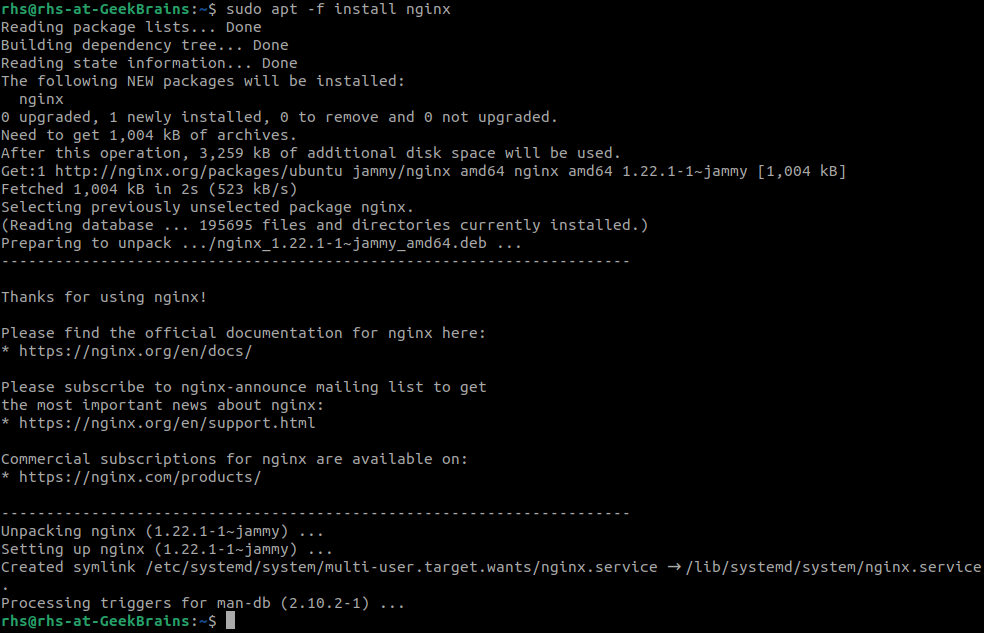 rhs@rhs-at-GeekBrains:~$ sudo apt -f install nginx
Reading package lists... Done
Building dependency tree... Done
Reading state information... Done
The following NEW packages will be installed:
  nginx
0 upgraded, 1 newly installed, 0 to remove and 0 not upgraded.
Need to get 1,004 kB of archives.
After this operation, 3,259 kB of additional disk space will be used.
Get:1 http://nginx.org/packages/ubuntu jammy/nginx amd64 nginx amd64 1.22.1-1~jammy [1,004 kB]
Fetched 1,004 kB in 2s (523 kB/s)
Selecting previously unselected package nginx.
(Reading database ... 195695 files and directories currently installed.)
Preparing to unpack .../nginx_1.22.1-1~jammy_amd64.deb ...
----------------------------------------------------------------------

Thanks for using nginx!

Please find the official documentation for nginx here:
* https://nginx.org/en/docs/

Please subscribe to nginx-announce mailing list to get
the most important news about nginx:
* https://nginx.org/en/support.html

Commercial subscriptions for nginx are available on:
* https://nginx.com/products/

----------------------------------------------------------------------
Unpacking nginx (1.22.1-1~jammy) ...
Setting up nginx (1.22.1-1~jammy) ...
Created symlink /etc/systemd/system/multi-user.target.wants/nginx.service → /lib/systemd/system/nginx.service
.
Processing triggers for man-db (2.10.2-1) ...
rhs@rhs-at-GeekBrains:~$